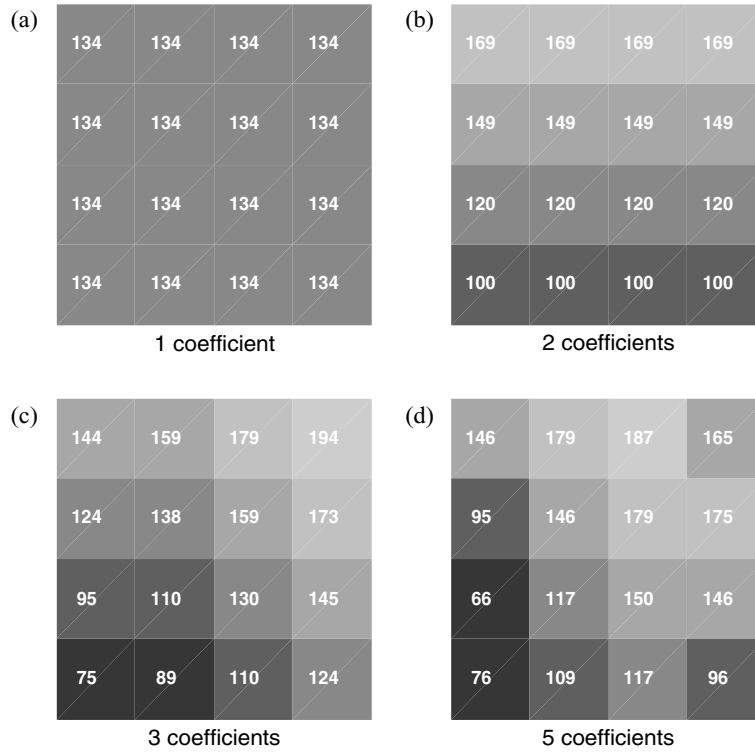 (a)
134 134 134 134
134 134 134 134
134 134 134 134
134 134 134 134
1 coefficient
(b)
169 169 169 169
149 149 149 149
120 120 120 120
100 100 100 100
2 coefficients
(c)
144 159 179 194
124 138 159 173
95 110 130 145
75 89 110 124
3 coefficients
(d)
146 179 187 165
95 146 179 175
66 117 150 146
76 109 117 96
5 coefficients